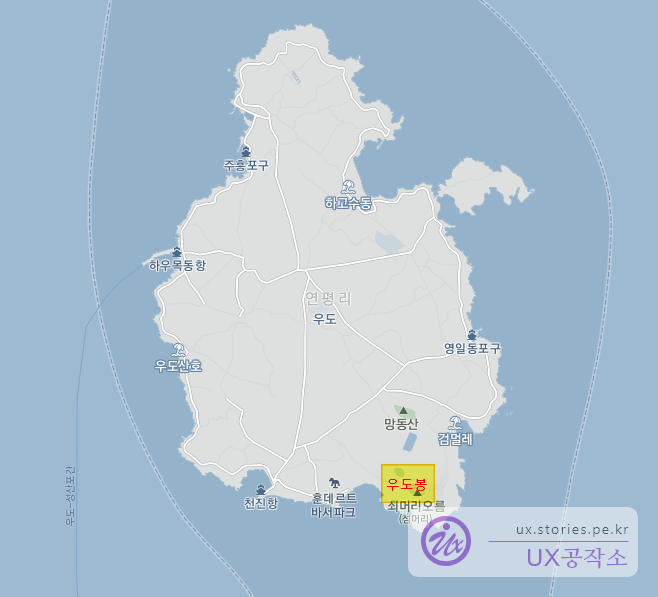 주흥포구
하고수동
하우목동항
연평리
우도
영일동포구
우도산호
망동산
검멀레
우도-성산포간
우도봉
천진항
훈데르트
바서파크
쇠머리오름
(섬머리)
ux.stories.pe.kr
Ux
UX공작소